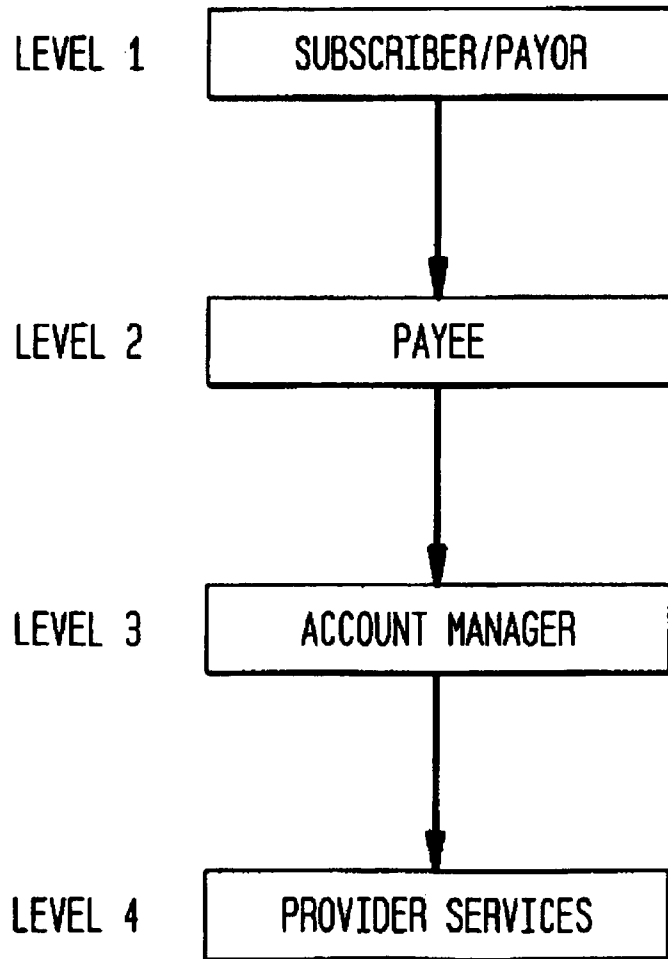 LEVEL 1 SUBSCRIBER/PAYOR
LEVEL 2 PAYEE
LEVEL 3 ACCOUNT MANAGER
LEVEL 4 PROVIDER SERVICES